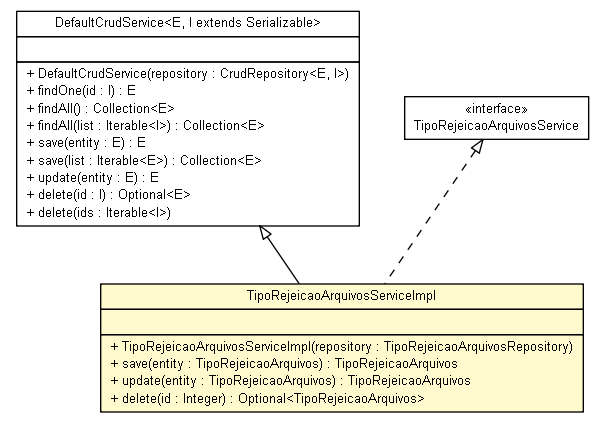 DefaultCrudService<E, I extends Serializable>
+ DefaultCrudService(repository : CrudRepository<E, I>)
+ findOne(id : I) : E
+ findAll() : Collection<E>
+ findAll(list : Iterable<I>) : Collection<E>
+ save(entity : E) : E
+ save(list : Iterable<E>) : Collection<E>
+ update(entity : E) : E
+ delete(id : I) : Optional<E>
+ delete(ids : Iterable<I>)
«interface»
TipoRejeicaoArquivosService
TipoRejeicaoArquivosServiceImpl
+ TipoRejeicaoArquivosServiceImpl(repository : TipoRejeicaoArquivosRepository)
+ save(entity : TipoRejeicaoArquivos) : TipoRejeicaoArquivos
+ update(entity : TipoRejeicaoArquivos) : TipoRejeicaoArquivos
+ delete(id : Integer) : Optional<TipoRejeicaoArquivos>